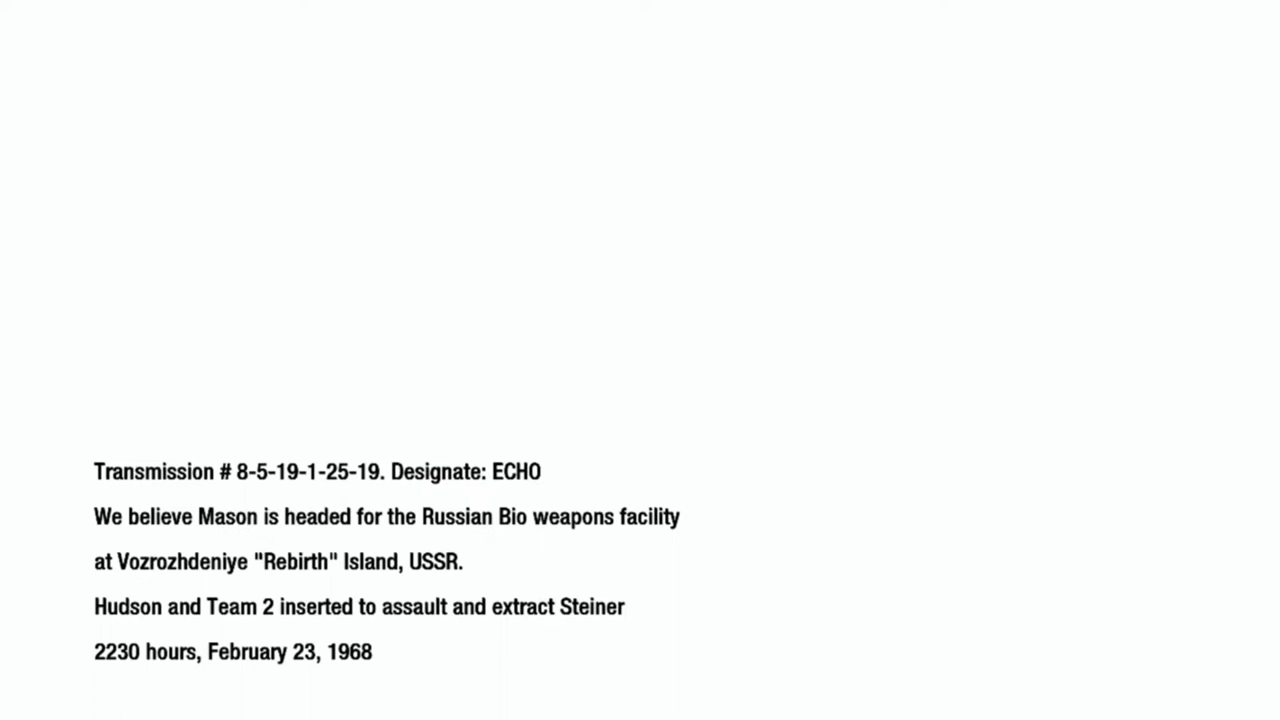 Transmission # 8-5-19-1-25-19. Designate: ECHO
We believe Mason is headed for the Russian Bio weapons facility
at Vozrozhdeniye "Rebirth" Island, USSR.
Hudson and Team 2 inserted to assault and extract Steiner
2230 hours, February 23, 1968